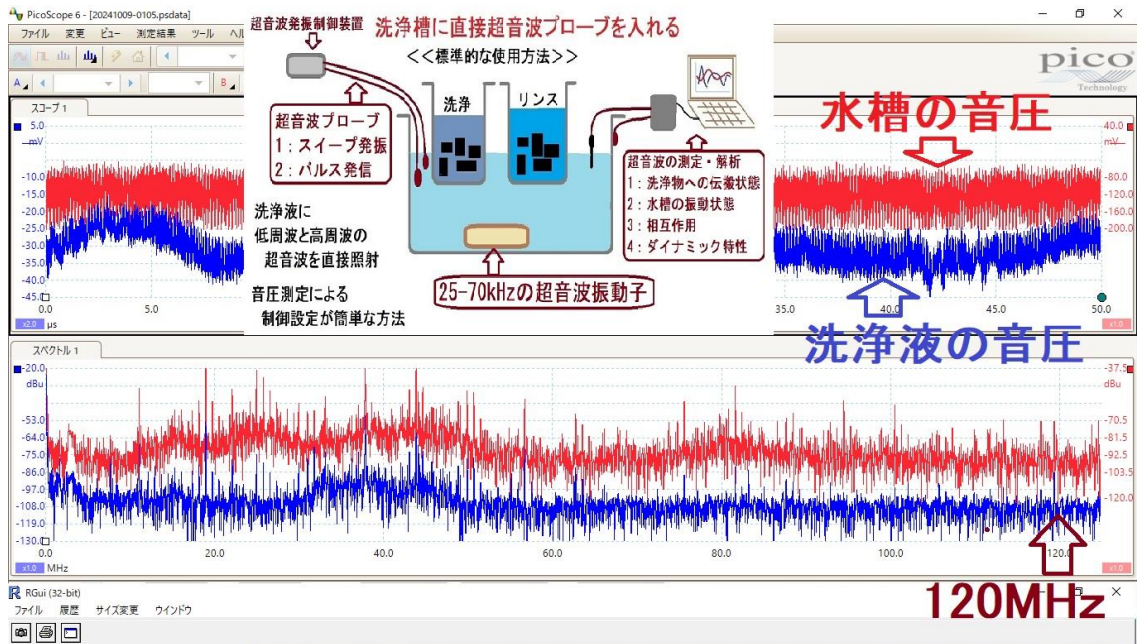 PicoScope 6 - [20241009-0105.psdata]
ファイル 変更 ビュー 測定結果 ツール
A
B
pico
Technology
超音波発振制御装置
洗浄槽に直接超音波プローブを入れる
<<標準的な使用方法>>
洗浄
リンス
超音波プローブ
1:スイープ発振
2:パルス発信
超音波の測定・解析
1:洗浄物への伝搬状態
2:水槽の振動状態
3:相互作用
4:ダイナミック特性
洗浄液に
低周波と高周波の
超音波を直接照射
音圧測定による
制御設定が簡単な方法
25-70kHzの超音波振動子
水槽の音圧
洗浄液の音圧
スコープ 1
5.0
mV
-10.0
-15.0
-20.0
-25.0
-30.0
-35.0
-40.0
-45.0
40.0
mV
-80.0
-120.0
-160.0
-200.0
0.0 5.0 35.0 40.0 45.0 50.0
x2.0 µs x1.0
スペクトル 1
-20.0
dBu
-53.0
-64.0
-75.0
-86.0
-97.0
-108.0
-119.0
-130.0
-37.5
dBu
-70.5
-81.5
-92.5
-103.5
-120.0
0.0 20.0 40.0 60.0 80.0 100.0 120.0
x1.0 MHz x1.0
120MHz
RGui (32-bit)
ファイル 履歴 サイズ変更 ウインドウ